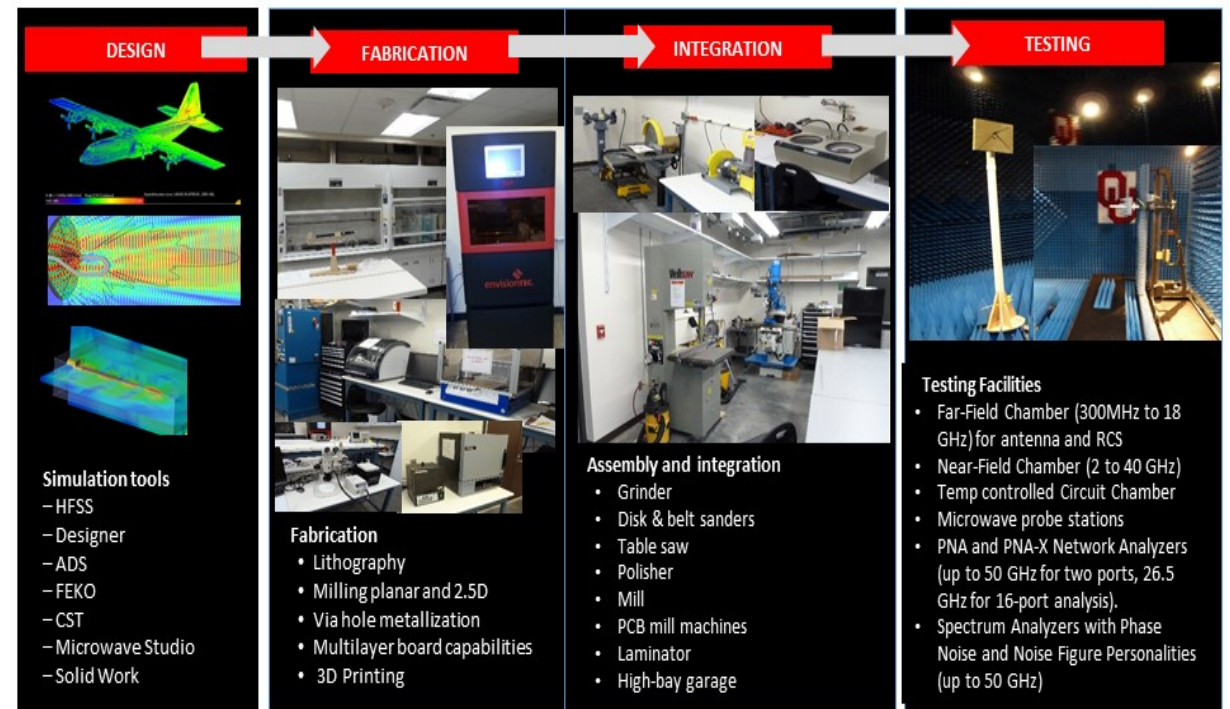 DESIGN
FABRICATION
INTEGRATION
TESTING
envisionTEC
Wellsaw
Simulation tools
– HFSS
– Designer
– ADS
– FEKO
– CST
– Microwave Studio
– Solid Work
Fabrication
• Lithography
• Milling planar and 2.5D
• Via hole metallization
• Multilayer board capabilities
• 3D Printing
Assembly and integration
• Grinder
• Disk & belt sanders
• Table saw
• Polisher
• Mill
• PCB mill machines
• Laminator
• High-bay garage
Testing Facilities
• Far-Field Chamber (300MHz to 18
GHz) for antenna and RCS
• Near-Field Chamber (2 to 40 GHz)
• Temp controlled Circuit Chamber
• Microwave probe stations
• PNA and PNA-X Network Analyzers
(up to 50 GHz for two ports, 26.5
GHz for 16-port analysis).
• Spectrum Analyzers with Phase
Noise and Noise Figure Personalities
(up to 50 GHz)